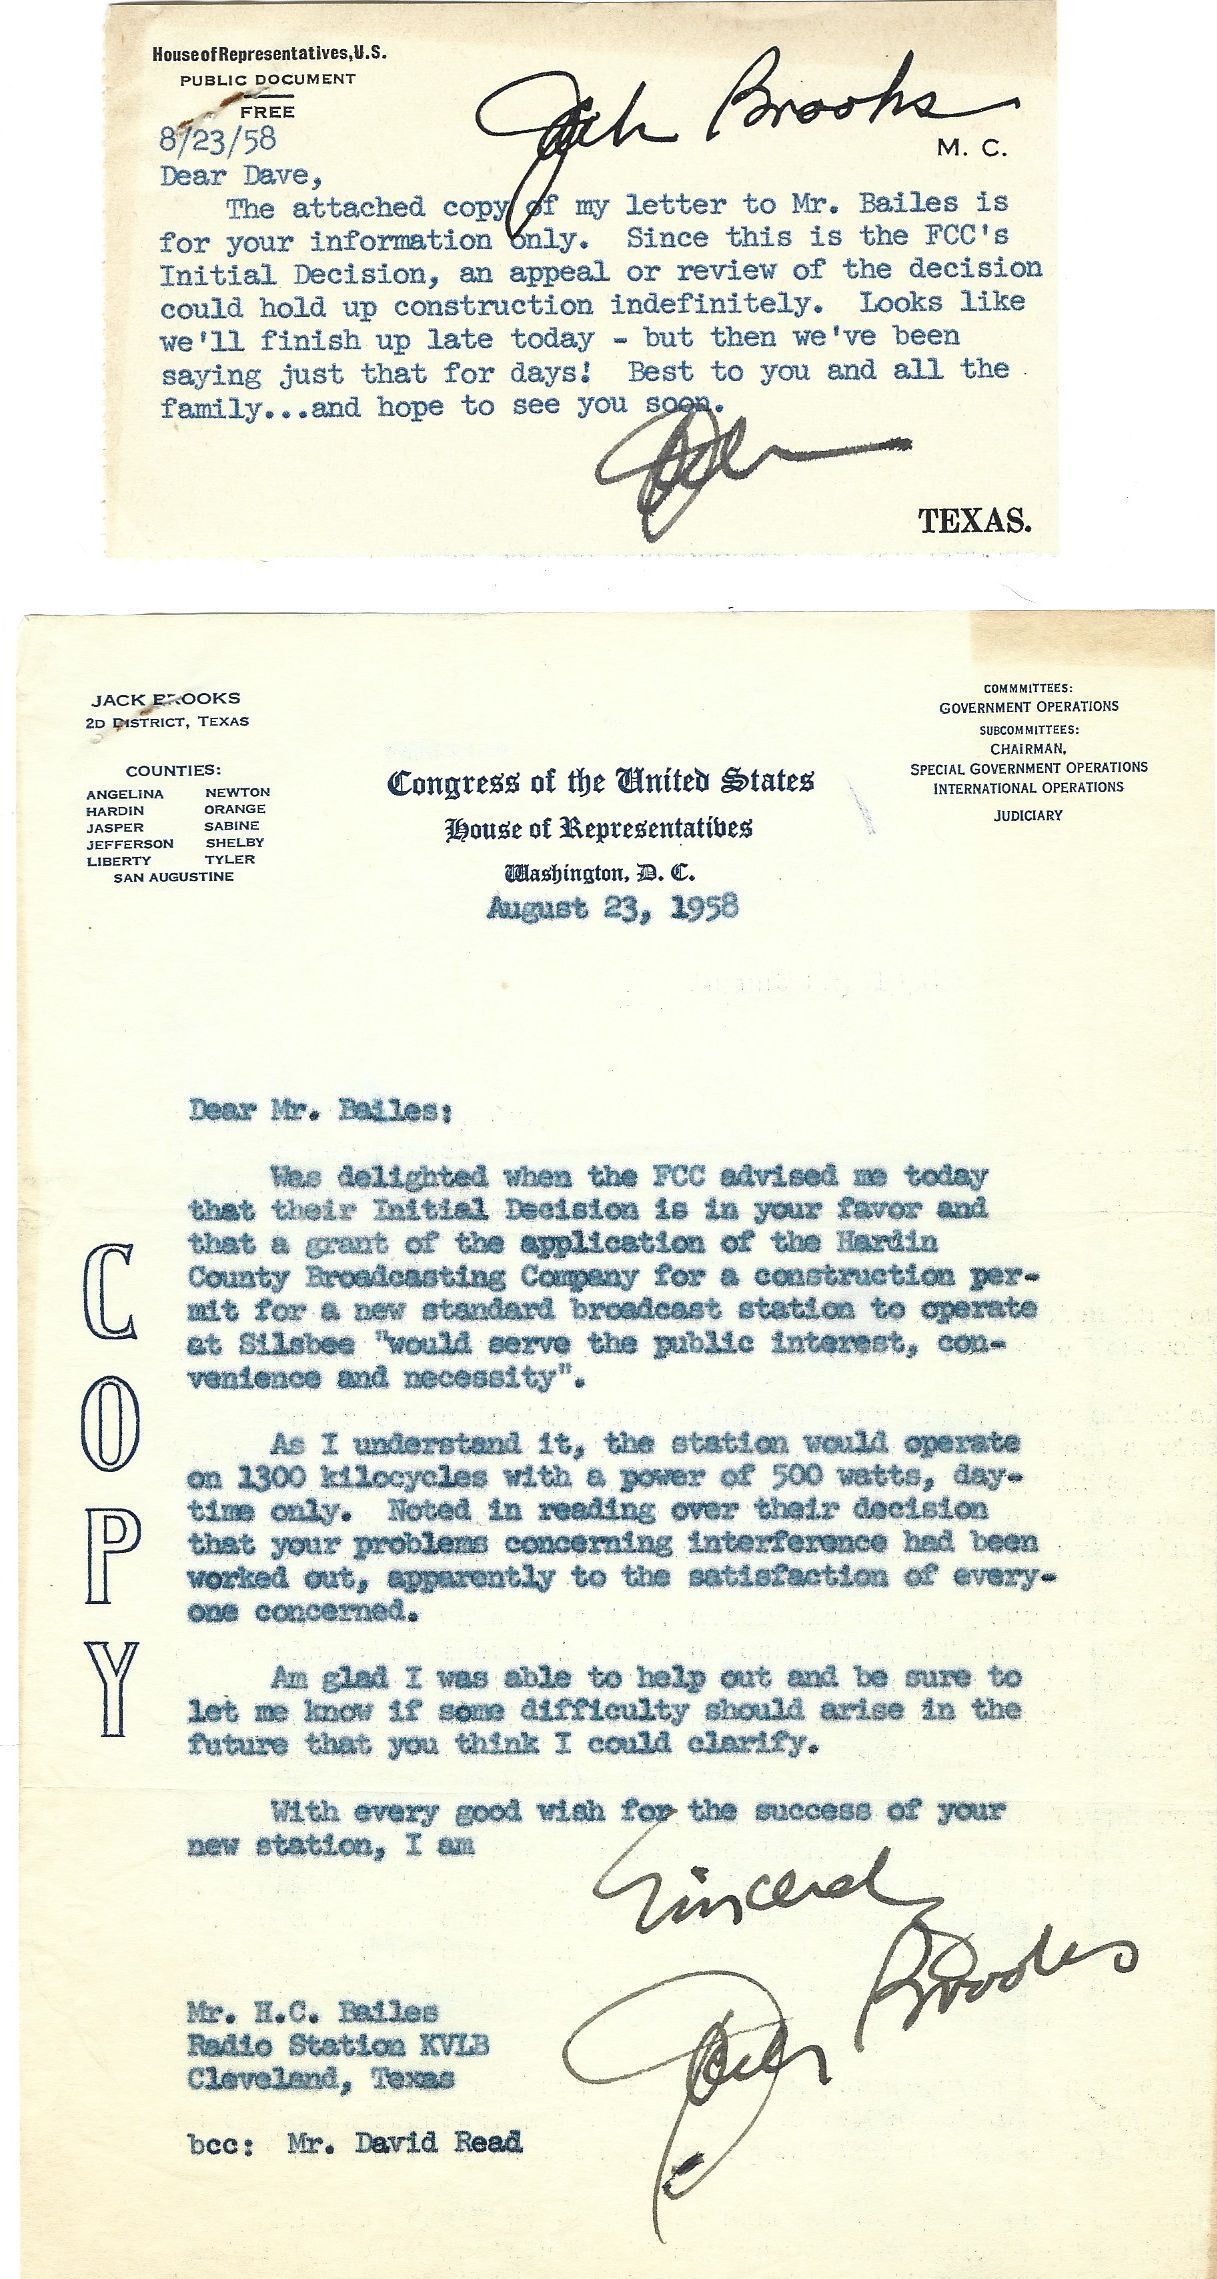 House of Representatives, U.S.
PUBLIC DOCUMENT
FREE
Jack Brooks
M. C.
8/23/58
Dear Dave,
The attached copy of my letter to Mr. Bailes is
for your information only. Since this is the FCC's
Initial Decision, an appeal or review of the decision
could hold up construction indefinitely. Looks like
we'll finish up late today - but then we've been
saying just that for days! Best to you and all the
family...and hope to see you soon.
Jack
TEXAS.
JACK BROOKS
2D DISTRICT, TEXAS
COUNTIES:
ANGELINA NEWTON
HARDIN ORANGE
JASPER SABINE
JEFFERSON SHELBY
LIBERTY TYLER
SAN AUGUSTINE
Congress of the United States
House of Representatives
Washington, D. C.
COMMMITTEES:
GOVERNMENT OPERATIONS
SUBCOMMITTEES:
CHAIRMAN,
SPECIAL GOVERNMENT OPERATIONS
INTERNATIONAL OPERATIONS
JUDICIARY
August 23, 1958
Dear Mr. Bailes:
Was delighted when the FCC advised me today
that their Initial Decision is in your favor and
that a grant of the application of the Hardin
County Broadcasting Company for a construction per-
mit for a new standard broadcast station to operate
at Silsbee "would serve the public interest, con-
venience and necessity".
As I understand it, the station would operate
on 1300 kilocycles with a power of 500 watts, day-
time only. Noted in reading over their decision
that your problems concerning interference had been
worked out, apparently to the satisfaction of every-
one concerned.
Am glad I was able to help out and be sure to
let me know if some difficulty should arise in the
future that you think I could clarify.
With every good wish for the success of your
new station, I am
Sincerely
Jack Brooks
Mr. H.C. Bailes
Radio Station KVLB
Cleveland, Texas
bcc: Mr. David Read
COPY